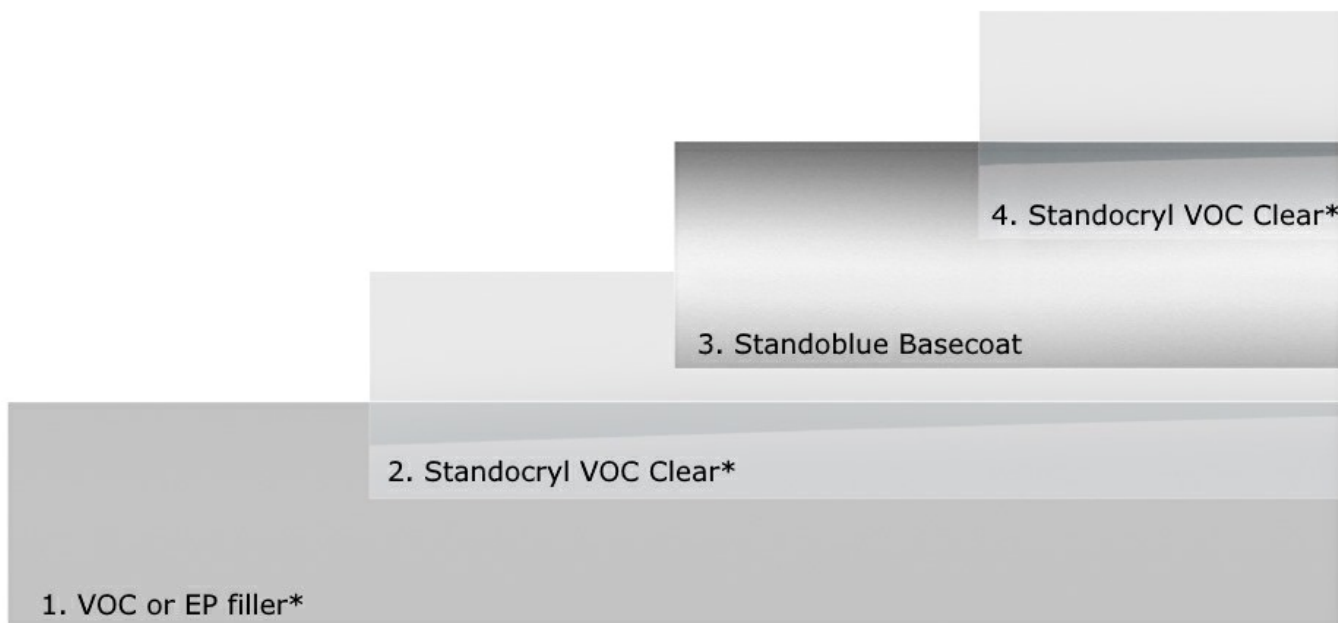 4. Standocryl VOC Clear*
3. Standoblue Basecoat
2. Standocryl VOC Clear*
1. VOC or EP filler*